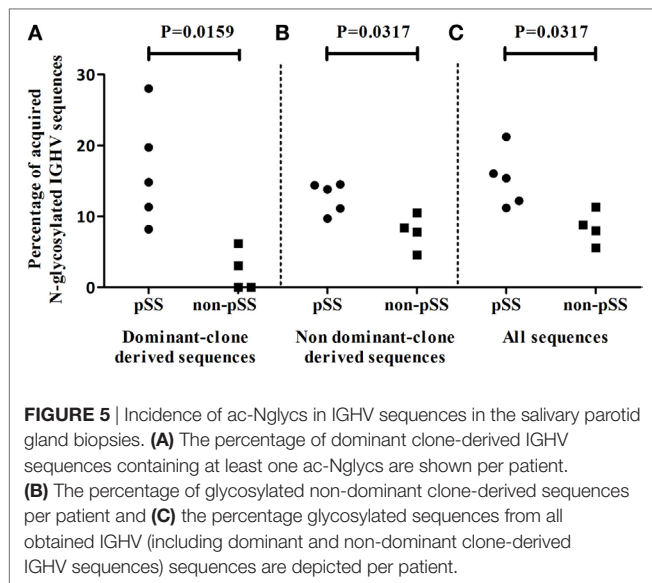 A P=0.0159 B P=0.0317 C P=0.0317
Percentage of acquired
N-glycosylated IGHV sequences
30
20
10
0
pSS non-pSS pSS non-pSS pSS non-pSS
Dominant-clone
derived sequences
Non dominant-clone
derived sequences
All sequences
FIGURE 5 | Incidence of ac-Nglycs in IGHV sequences in the salivary parotid
gland biopsies. (A) The percentage of dominant clone-derived IGHV
sequences containing at least one ac-Nglycs are shown per patient.
(B) The percentage of glycosylated non-dominant clone-derived sequences
per patient and (C) the percentage glycosylated sequences from all
obtained IGHV (including dominant and non-dominant clone-derived
IGHV sequences) sequences are depicted per patient.